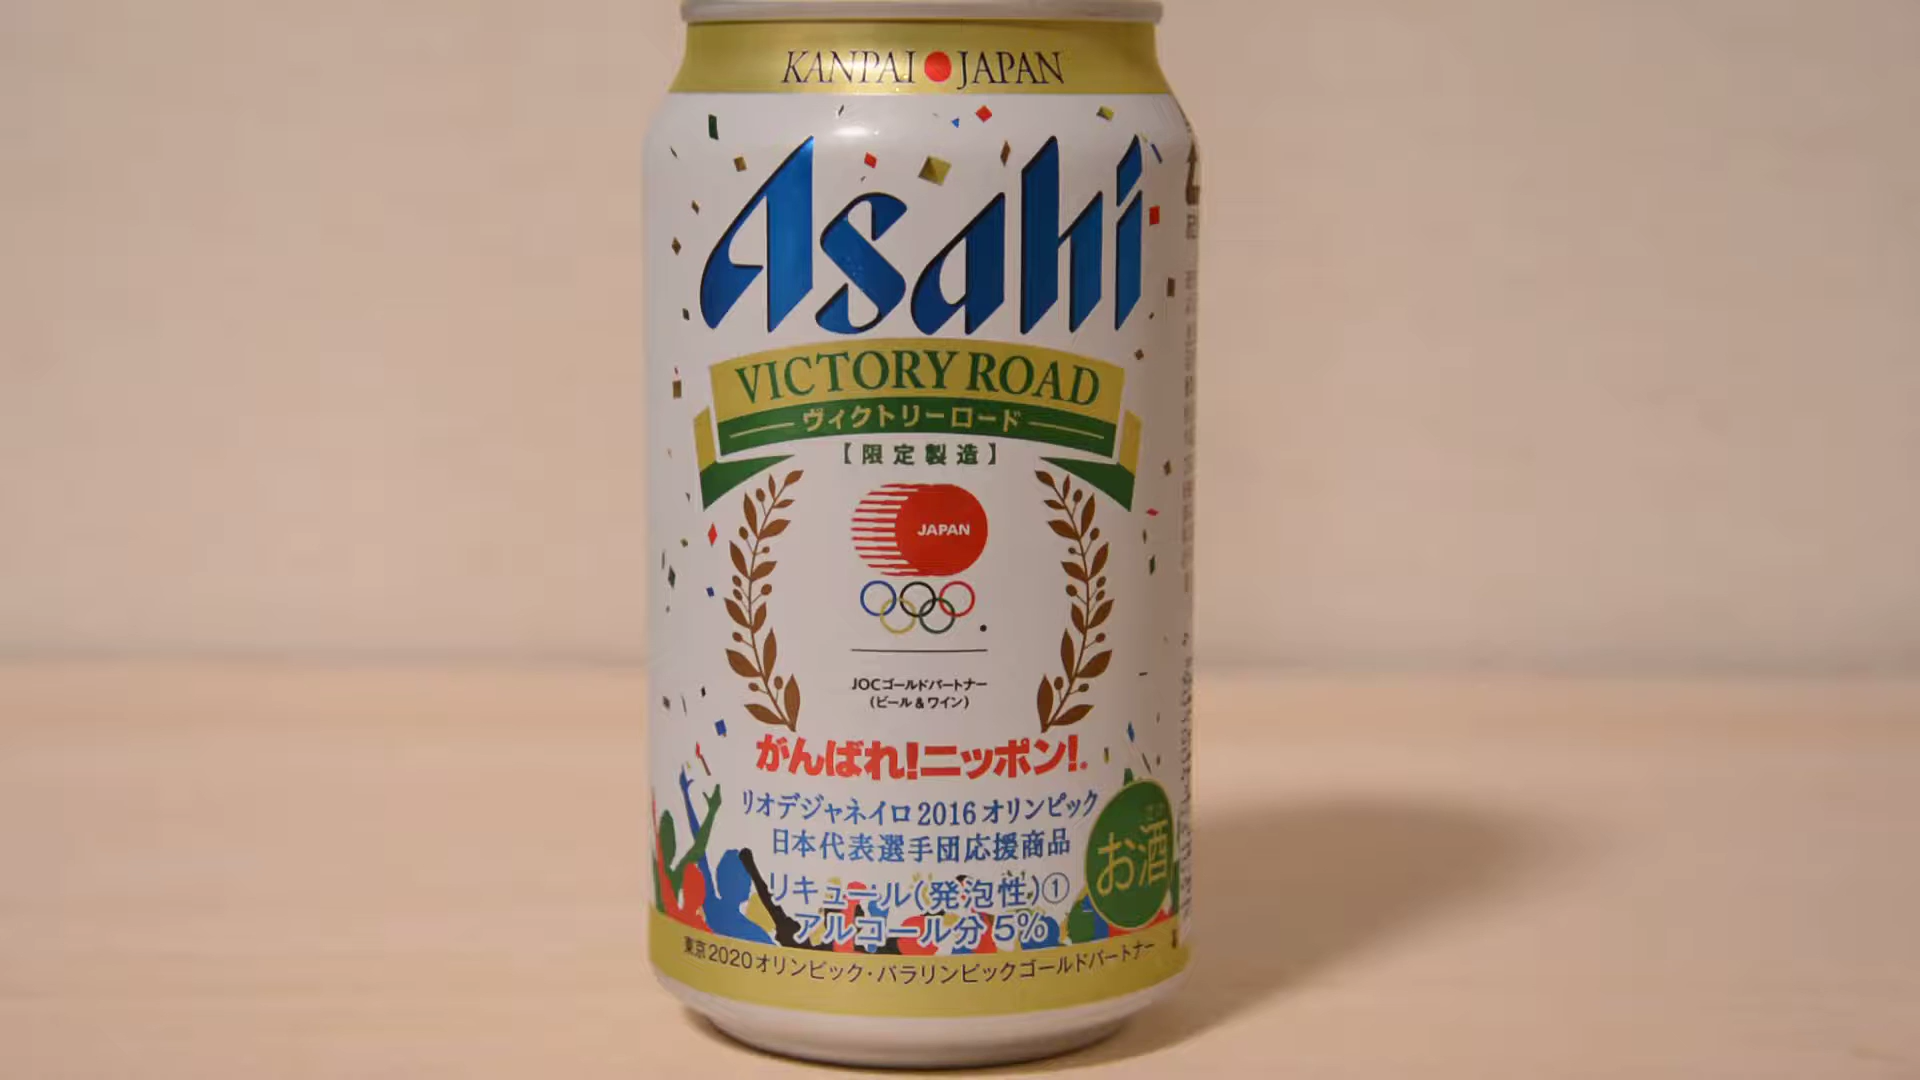 KANPAI JAPAN
Asahi
VICTORY ROAD
ヴィクトリーロード
【限定製造】
JAPAN
JOCゴールドパートナー
(ビール&ワイン)
がんばれ!ニッポン!
リオデジャネイロ2016オリンピック
日本代表選手団応援商品
お酒
リキュール(発泡性)①
アルコール分5%
東京2020オリンピック・パラリンピックゴールドパートナー